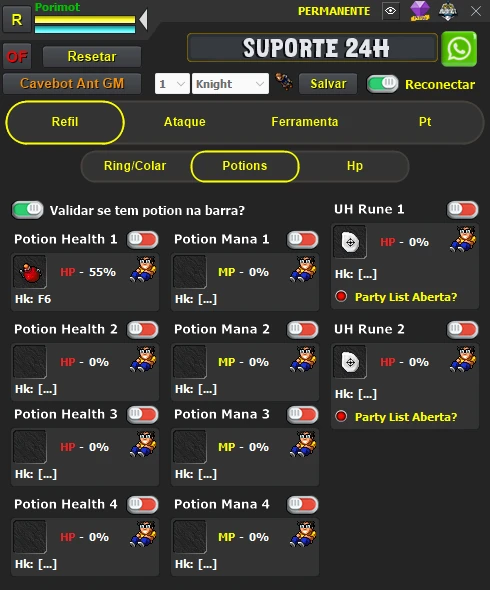 Porimot
R
PERMANENTE
OF
Resetar
SUPORTE 24H
Cavebot Ant GM
1
Knight
Salvar
Reconectar
Refil
Ataque
Ferramenta
Pt
Ring/Colar
Potions
Hp
Validar se tem potion na barra?
Potion Health 1
HP - 55%
Hk: F6
Potion Mana 1
MP - 0%
Hk: [...]
UH Rune 1
HP - 0%
Hk: [...]
Party List Aberta?
Potion Health 2
HP - 0%
Hk: [...]
Potion Mana 2
MP - 0%
Hk: [...]
UH Rune 2
HP - 0%
Hk: [...]
Party List Aberta?
Potion Health 3
HP - 0%
Hk: [...]
Potion Mana 3
MP - 0%
Hk: [...]
Potion Health 4
HP - 0%
Hk: [...]
Potion Mana 4
MP - 0%
Hk: [...]